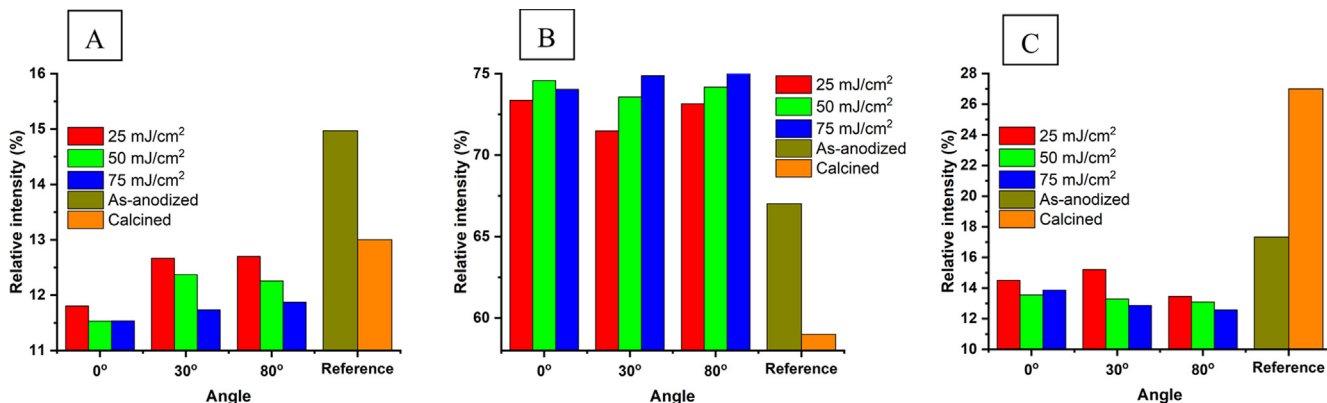 A
Relative intensity (%)
16
15
14
13
12
11
25 mJ/cm²
50 mJ/cm²
75 mJ/cm²
As-anodized
Calcined
0º
30º
80º
Reference
Angle
B
Relative intensity (%)
75
70
65
60
25 mJ/cm²
50 mJ/cm²
75 mJ/cm²
As-anodized
Calcined
0º
30º
80º
Reference
Angle
C
Relative intensity (%)
28
26
24
22
20
18
16
14
12
10
25 mJ/cm²
50 mJ/cm²
75 mJ/cm²
As-anodized
Calcined
0º
30º
80º
Reference
Angle